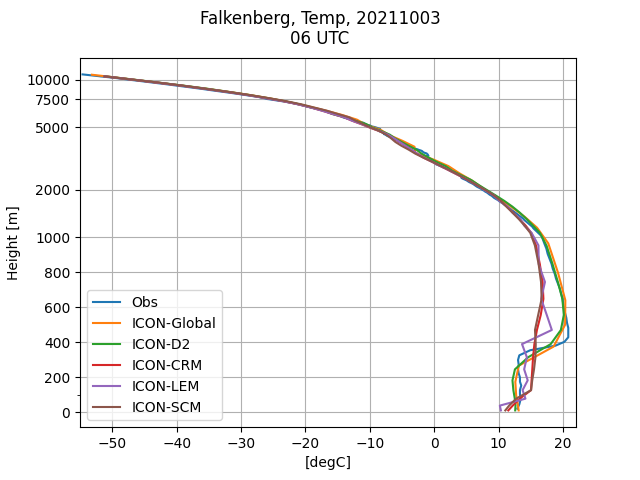 Falkenberg, Temp, 20211003
06 UTC
10000
7500
5000
2000
1000
800
600
400
200
0
Height [m]
Obs
ICON-Global
ICON-D2
ICON-CRM
ICON-LEM
ICON-SCM
−50 −40 −30 −20 −10 0 10 20
[degC]